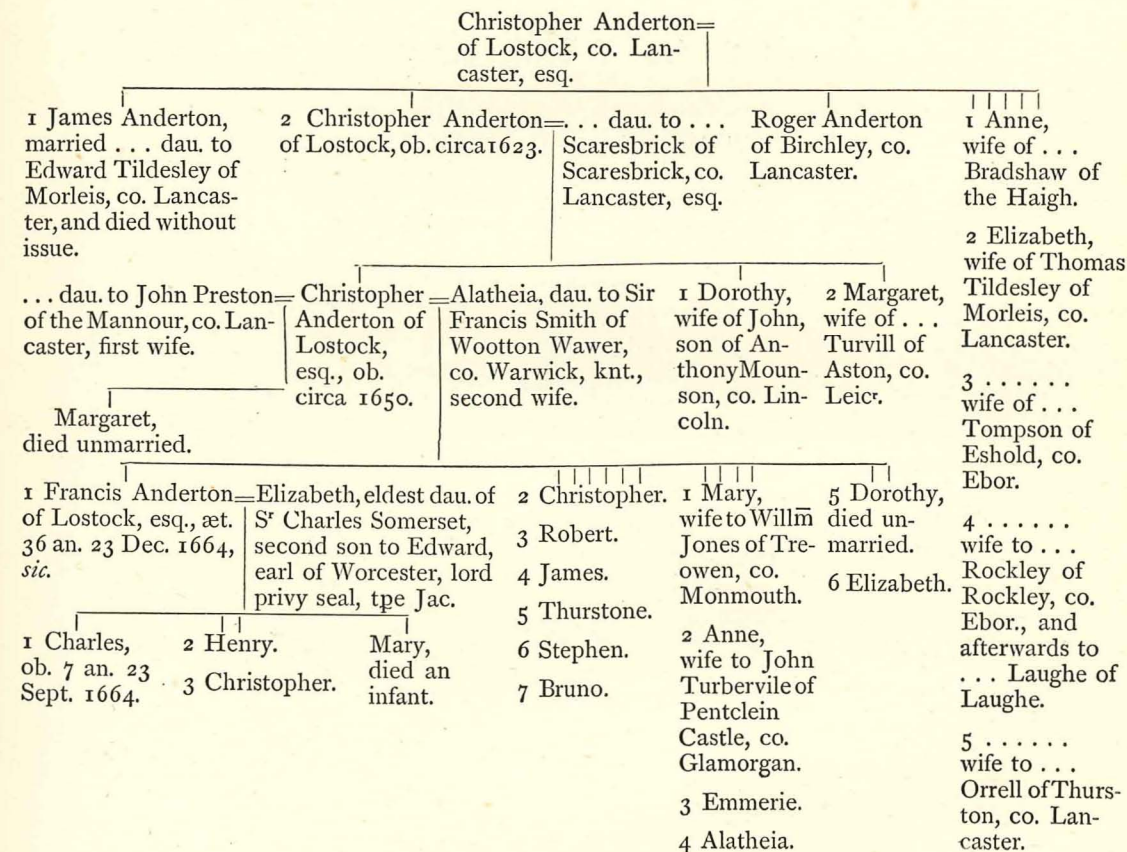 Christopher Anderton=
of Lostock, co. Lan-
caster, esq.
1 James Anderton,
married . . . dau. to
Edward Tildesley of
Morleis, co. Lancas-
ter, and died without
issue.
2 Christopher Anderton=
of Lostock, ob. circa 1623.
. . . dau. to . . .
Scaresbrick of
Scaresbrick, co.
Lancaster, esq.
Roger Anderton
of Birchley, co.
Lancaster.
1 Anne,
wife of . . .
Bradshaw of
the Haigh.
2 Elizabeth,
wife of Thomas
Tildesley of
Morleis, co.
Lancaster.
3 . . . . . .
wife of . . .
Tompson of
Eshold, co.
Ebor.
4 . . . . . .
wife to . . .
Rockley of
Rockley, co.
Ebor., and
afterwards to
. . . Laughe of
Laughe.
5 . . . . . .
wife to . . .
Orrell of Thurs-
ton, co. Lan-
caster.
. . . dau. to John Preston=
of the Mannour, co. Lan-
caster, first wife.
Christopher=
Anderton of
Lostock,
esq., ob.
circa 1650.
Alatheia, dau. to Sir
Francis Smith of
Wootton Wawer,
co. Warwick, knt.,
second wife.
1 Dorothy,
wife of John,
son of An-
thony Moun-
son, co. Lin-
coln.
2 Margaret,
wife of . . .
Turvill of
Aston, co.
Leicʳ.
Margaret,
died unmarried.
1 Francis Anderton=
of Lostock, esq., æt.
36 an. 23 Dec. 1664,
sic.
Elizabeth, eldest dau. of
Sʳ Charles Somerset,
second son to Edward,
earl of Worcester, lord
privy seal, tp̄e Jac.
2 Christopher.
3 Robert.
4 James.
5 Thurstone.
6 Stephen.
7 Bruno.
1 Mary,
wife to Willm̄
Jones of Tre-
owen, co.
Monmouth.
2 Anne,
wife to John
Turbervile of
Pentclein
Castle, co.
Glamorgan.
3 Emmerie.
4 Alatheia.
5 Dorothy,
died un-
married.
6 Elizabeth.
1 Charles,
ob. 7 an. 23
Sept. 1664.
2 Henry.
3 Christopher.
Mary,
died an
infant.